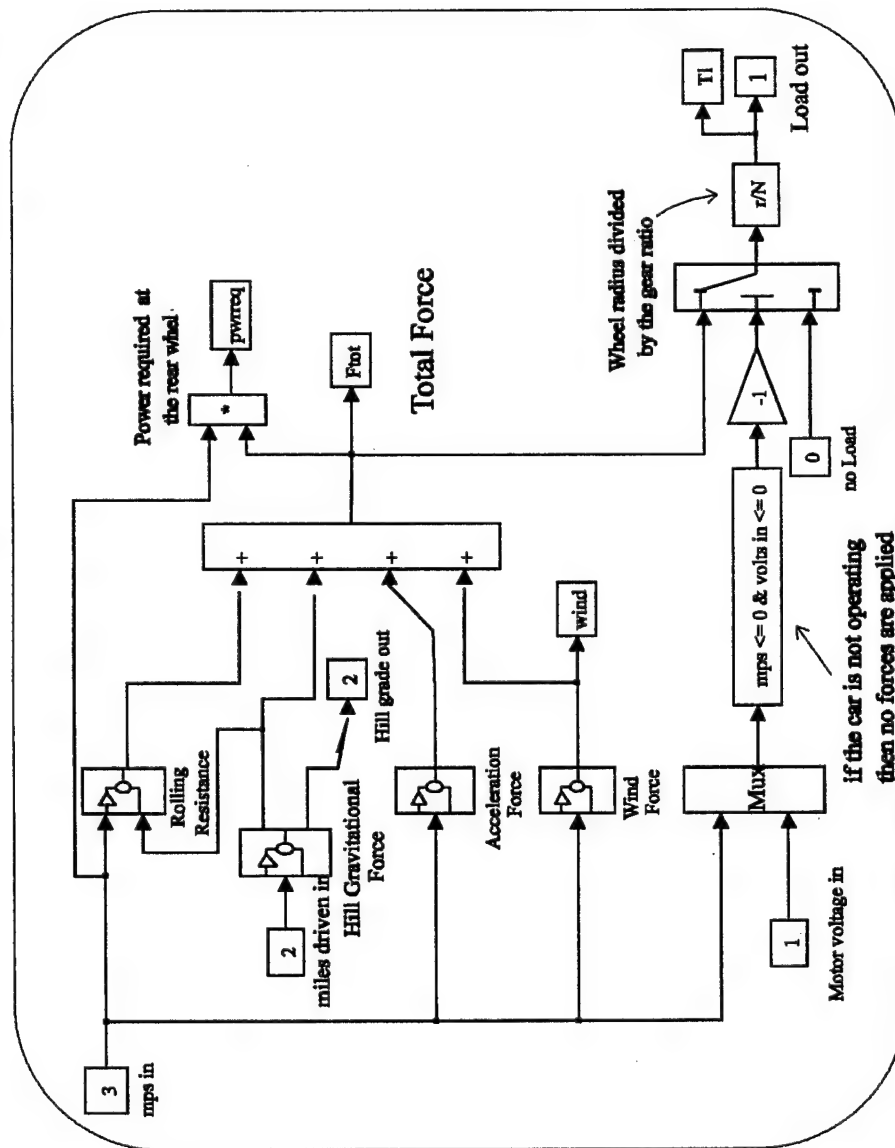 3
mps in
Rolling
Resistance
2
miles driven in
Hill Gravitational
Force
2
Hill grade out
Acceleration
Force
Wind
Force
wind
+
+
+
+
Power required at
the rear whel
*
pwrreq
Ftot
Total Force
1
Motor voltage in
Mux
mps <= 0 & volts in <= 0
if the car is not operating
then no forces are applied
-1
0
no Load
Wheel radius divided
by the gear ratio
r/N
Tl
1
Load out